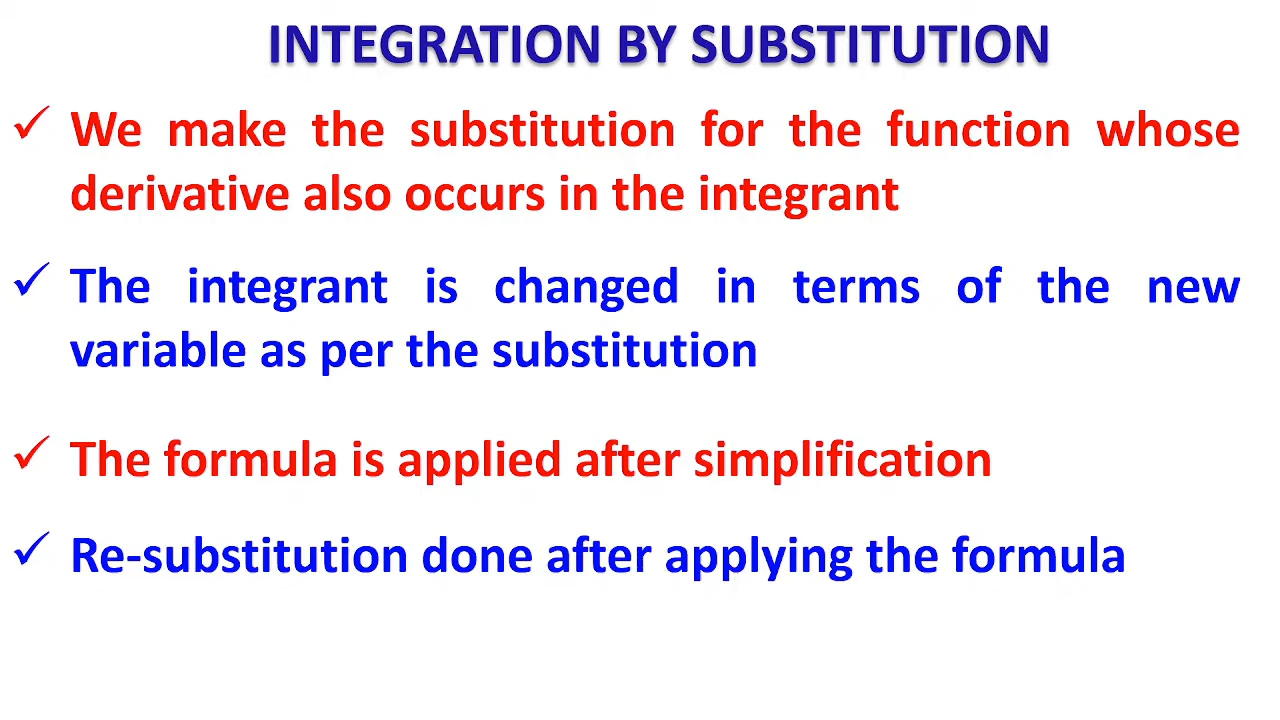 INTEGRATION BY SUBSTITUTION
✓ We make the substitution for the function whose
derivative also occurs in the integrant
✓ The integrant is changed in terms of the new
variable as per the substitution
✓ The formula is applied after simplification
✓ Re-substitution done after applying the formula